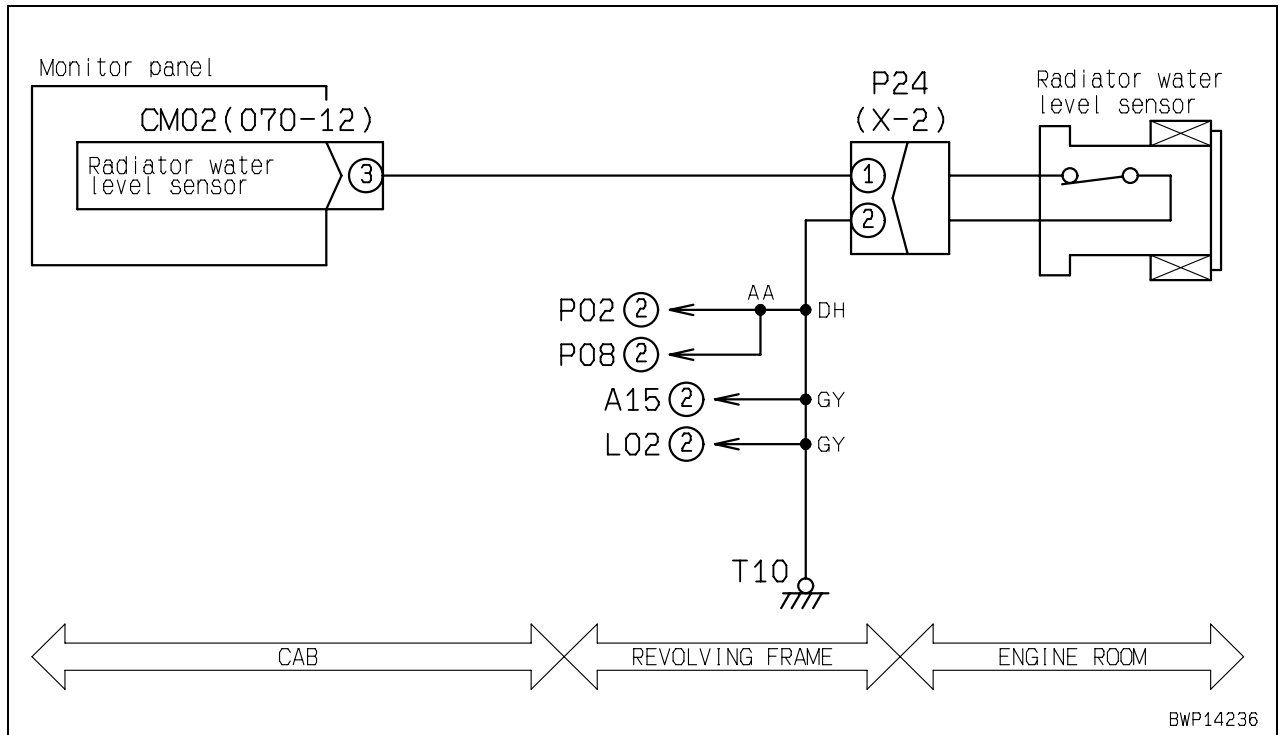 Monitor panel
CM02(070-12)
Radiator water
level sensor
3
P24
(X-2)
1
2
Radiator water
level sensor
P02 2
AA
DH
P08 2
A15 2
GY
L02 2
GY
T10
CAB
REVOLVING FRAME
ENGINE ROOM
BWP14236